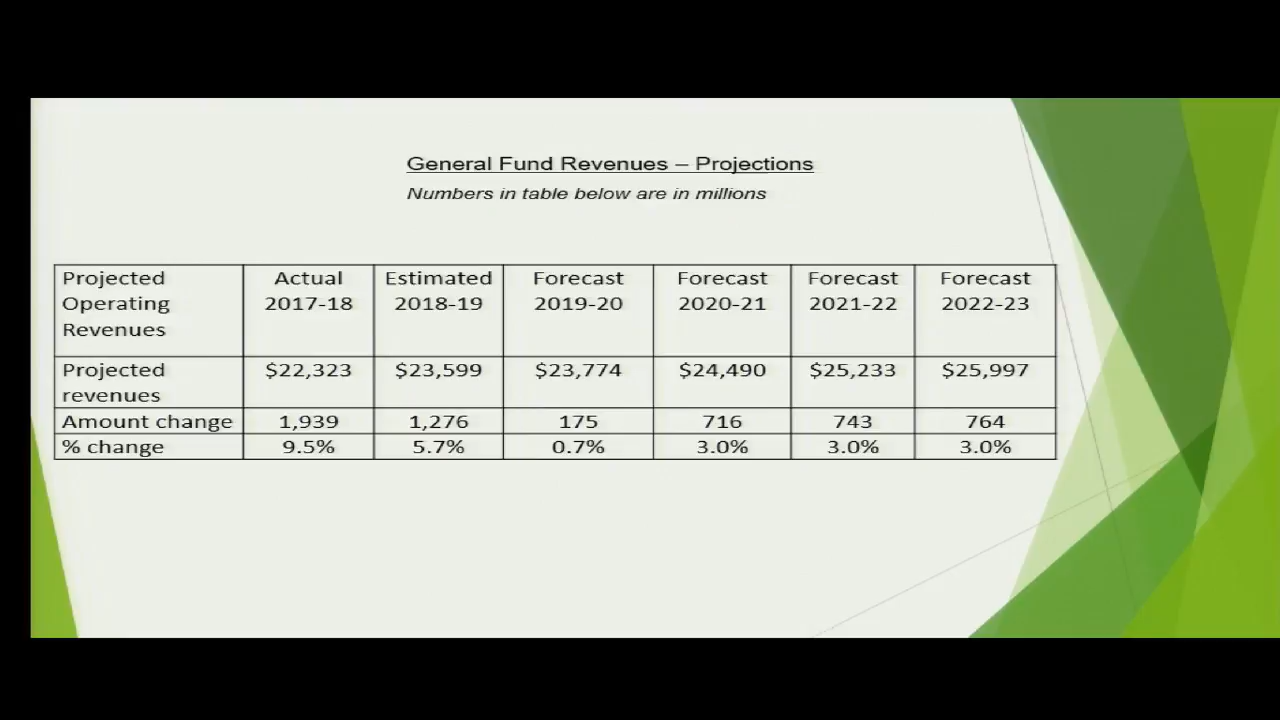 General Fund Revenues – Projections
Numbers in table below are in millions
Projected Operating Revenues Actual 2017-18 Estimated 2018-19 Forecast 2019-20 Forecast 2020-21 Forecast 2021-22 Forecast 2022-23
Projected revenues $22,323 $23,599 $23,774 $24,490 $25,233 $25,997
Amount change 1,939 1,276 175 716 743 764
% change 9.5% 5.7% 0.7% 3.0% 3.0% 3.0%